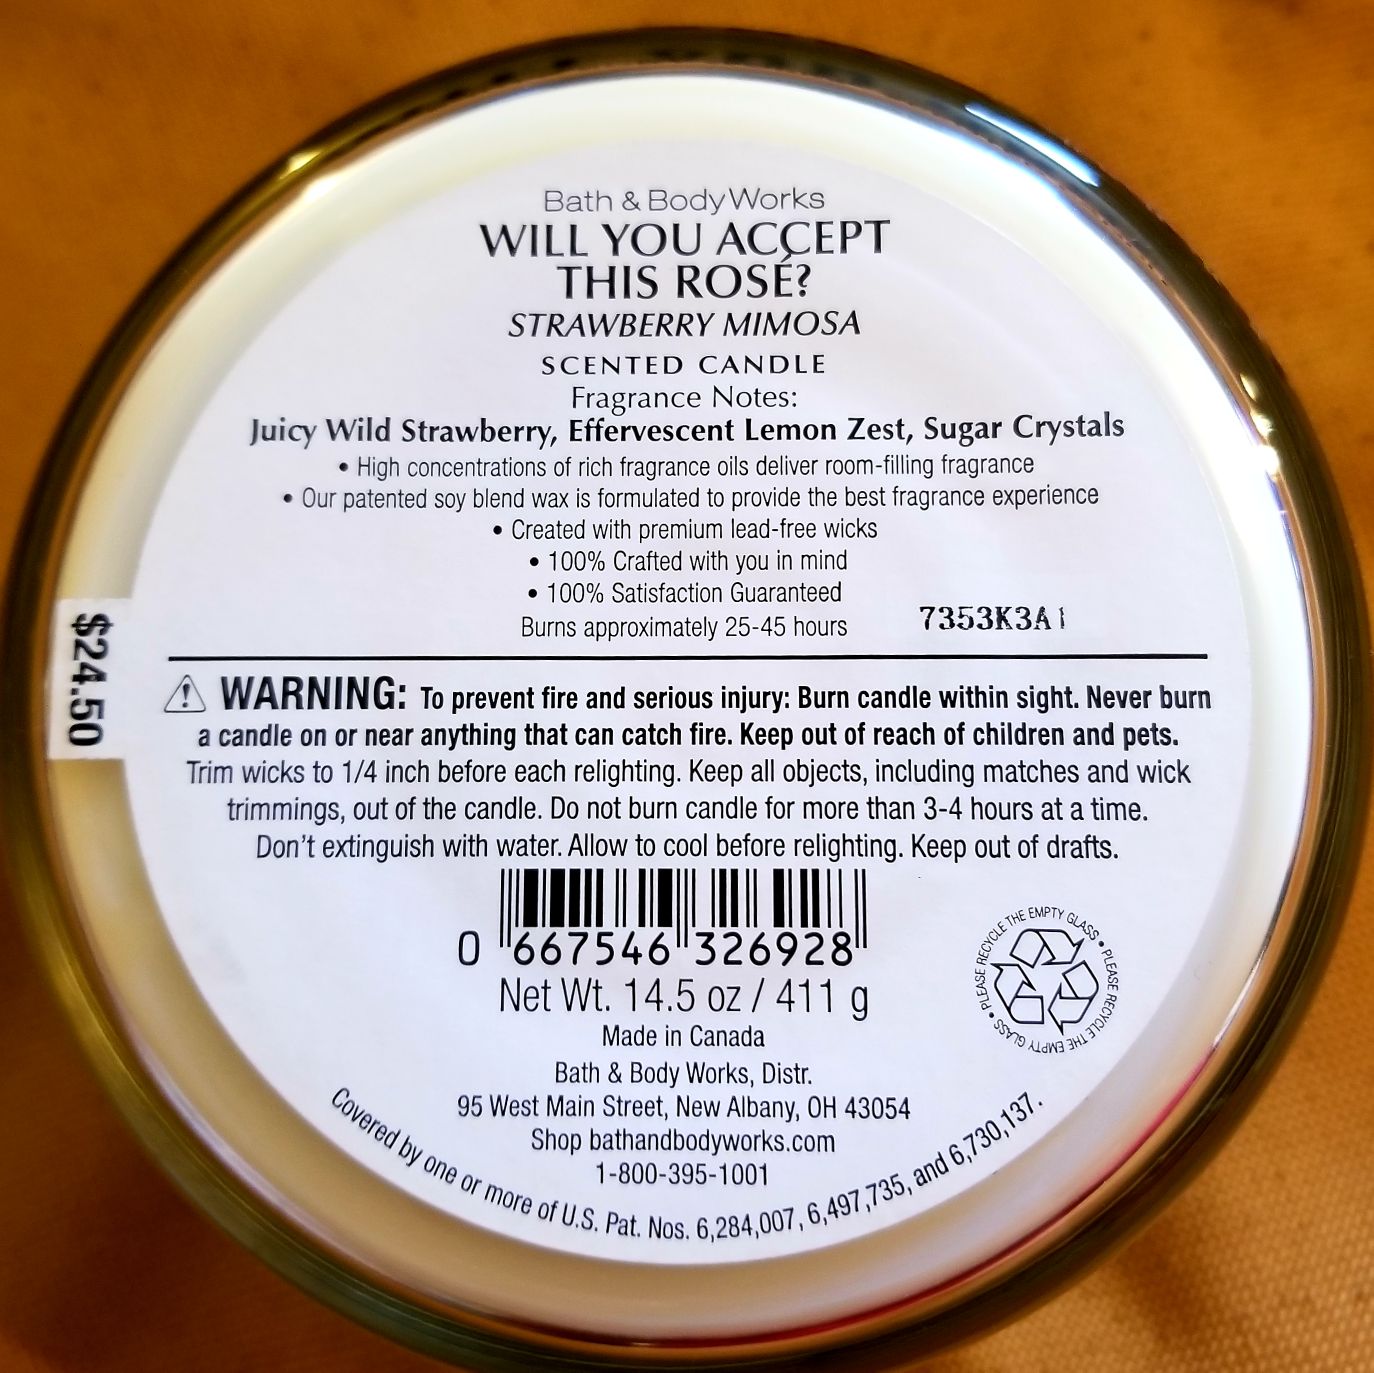 Bath & Body Works
WILL YOU ACCEPT
THIS ROSÉ?
STRAWBERRY MIMOSA
SCENTED CANDLE
Fragrance Notes:
Juicy Wild Strawberry, Effervescent Lemon Zest, Sugar Crystals
• High concentrations of rich fragrance oils deliver room-filling fragrance
• Our patented soy blend wax is formulated to provide the best fragrance experience
• Created with premium lead-free wicks
• 100% Crafted with you in mind
• 100% Satisfaction Guaranteed
Burns approximately 25-45 hours
7353K3A1
$24.50
WARNING: To prevent fire and serious injury: Burn candle within sight. Never burn
a candle on or near anything that can catch fire. Keep out of reach of children and pets.
Trim wicks to 1/4 inch before each relighting. Keep all objects, including matches and wick
trimmings, out of the candle. Do not burn candle for more than 3-4 hours at a time.
Don't extinguish with water. Allow to cool before relighting. Keep out of drafts.
0 667546 326928
PLEASE RECYCLE THE EMPTY GLASS • PLEASE RECYCLE THE EMPTY GLASS •
Net Wt. 14.5 oz / 411 g
Made in Canada
Bath & Body Works, Distr.
95 West Main Street, New Albany, OH 43054
Shop bathandbodyworks.com
1-800-395-1001
Covered by one or more of U.S. Pat. Nos. 6,284,007, 6,497,735, and 6,730,137.